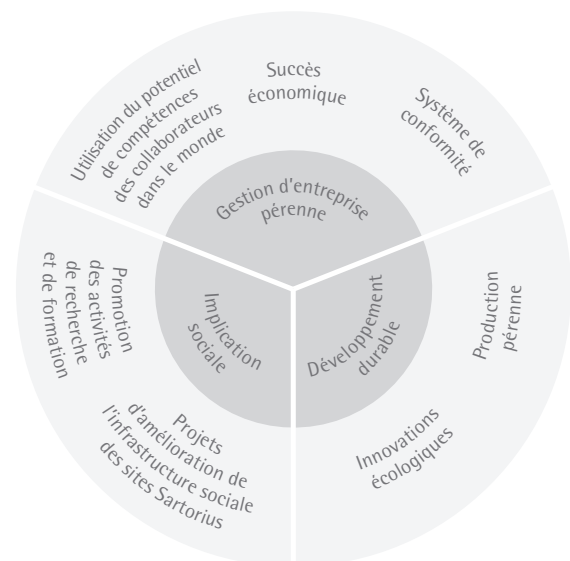 Utilisation du potentiel
de compétences
des collaborateurs
dans le monde
Succès
économique
Système de
conformité
Gestion d'entreprise
pérenne
Promotion
des activités
de recherche
et de formation
Implication
sociale
Développement
durable
Production
pérenne
Projets
d'amélioration de
l'infrastructure sociale
des sites Sartorius
Innovations
écologiques